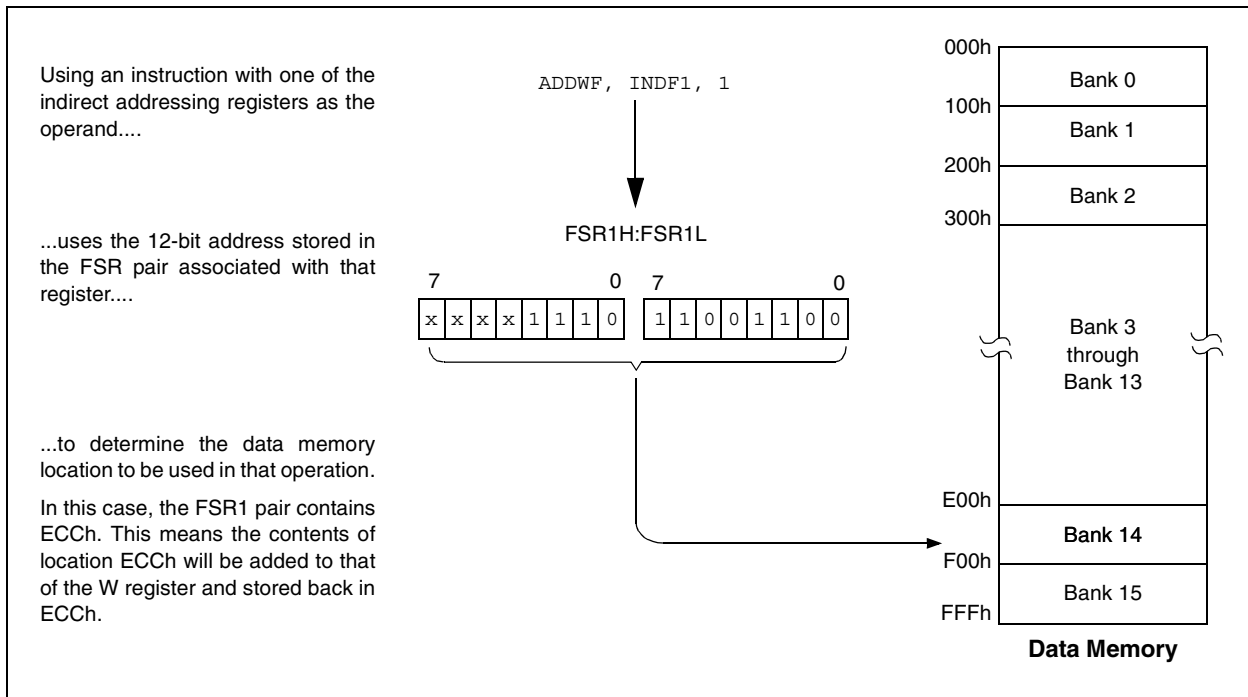 Using an instruction with one of the
indirect addressing registers as the
operand....
ADDWF, INDF1, 1
...uses the 12-bit address stored in
the FSR pair associated with that
register....
FSR1H:FSR1L
7 0 7 0
x x x x 1 1 1 0 1 1 0 0 1 1 0 0
...to determine the data memory
location to be used in that operation.
In this case, the FSR1 pair contains
ECCh. This means the contents of
location ECCh will be added to that
of the W register and stored back in
ECCh.
000h
Bank 0
100h
Bank 1
200h
Bank 2
300h
Bank 3
through
Bank 13
E00h
Bank 14
F00h
Bank 15
FFFh
Data Memory